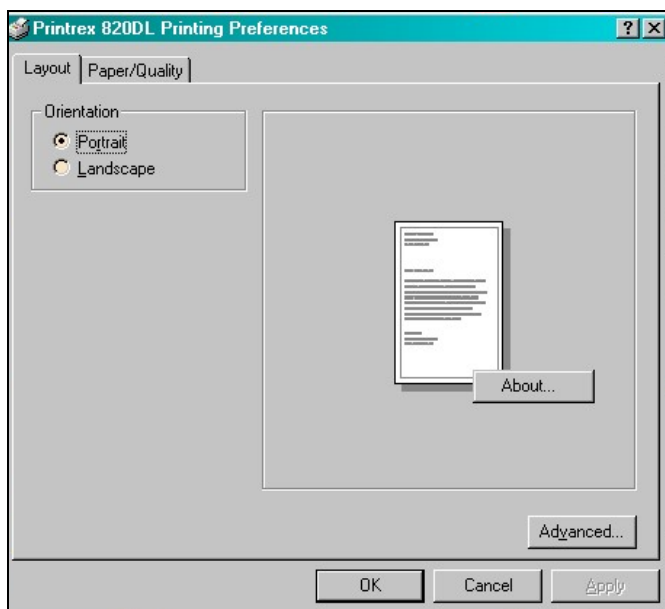 Printrex 820DL Printing Preferences
Layout
Paper/Quality
Orientation
Portrait
Landscape
About...
Advanced...
OK
Cancel
Apply